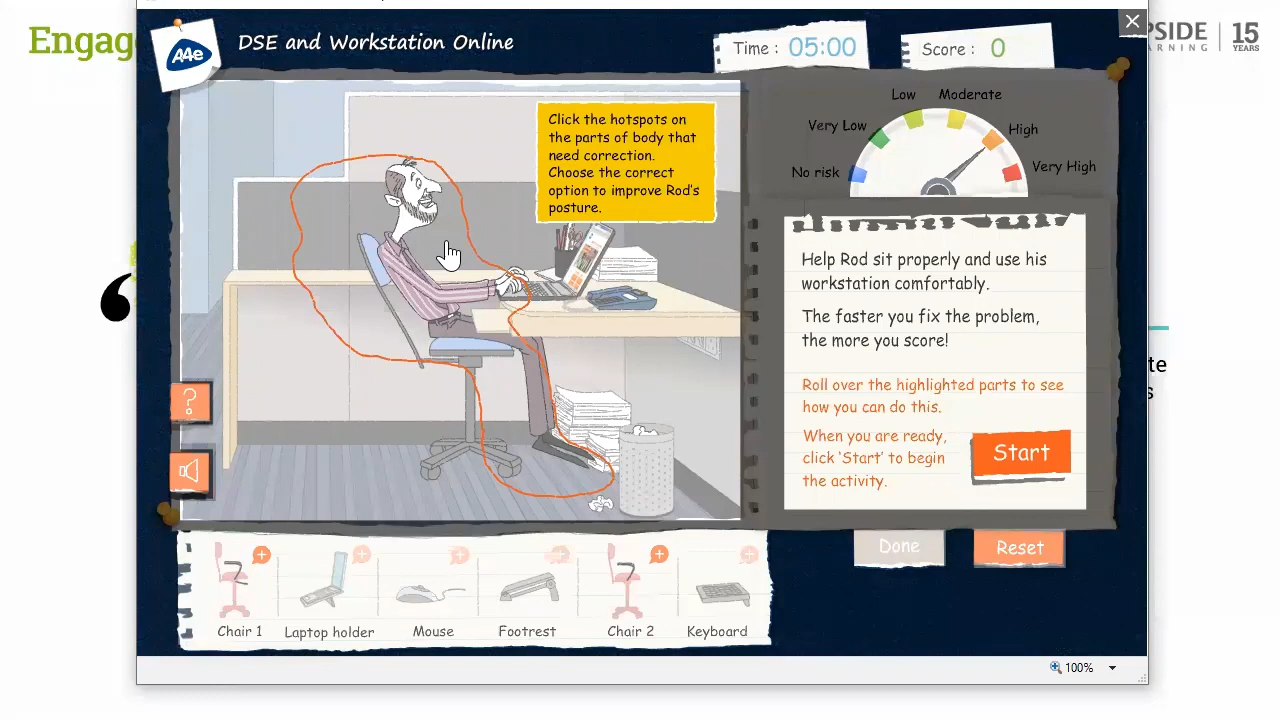 Engag
PSIDE
ARNING
15
YEARS
A4e
DSE and Workstation Online
Time : 05:00
Score : 0
Click the hotspots on
the parts of body that
need correction.
Choose the correct
option to improve Rod's
posture.
Low
Moderate
Very Low
High
No risk
Very High
Help Rod sit properly and use his
workstation comfortably.
The faster you fix the problem,
the more you score!
Roll over the highlighted parts to see
how you can do this.
When you are ready,
click 'Start' to begin
the activity.
Start
?
Done
Reset
Chair 1
Laptop holder
Mouse
Footrest
Chair 2
Keyboard
te
s
100%